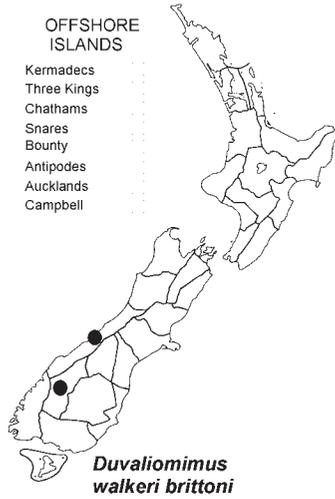 OFFSHORE
ISLANDS
Kermadecs
Three Kings
Chathams
Snares
Bounty
Antipodes
Aucklands
Campbell
Duvaliomimus
walkeri brittoni